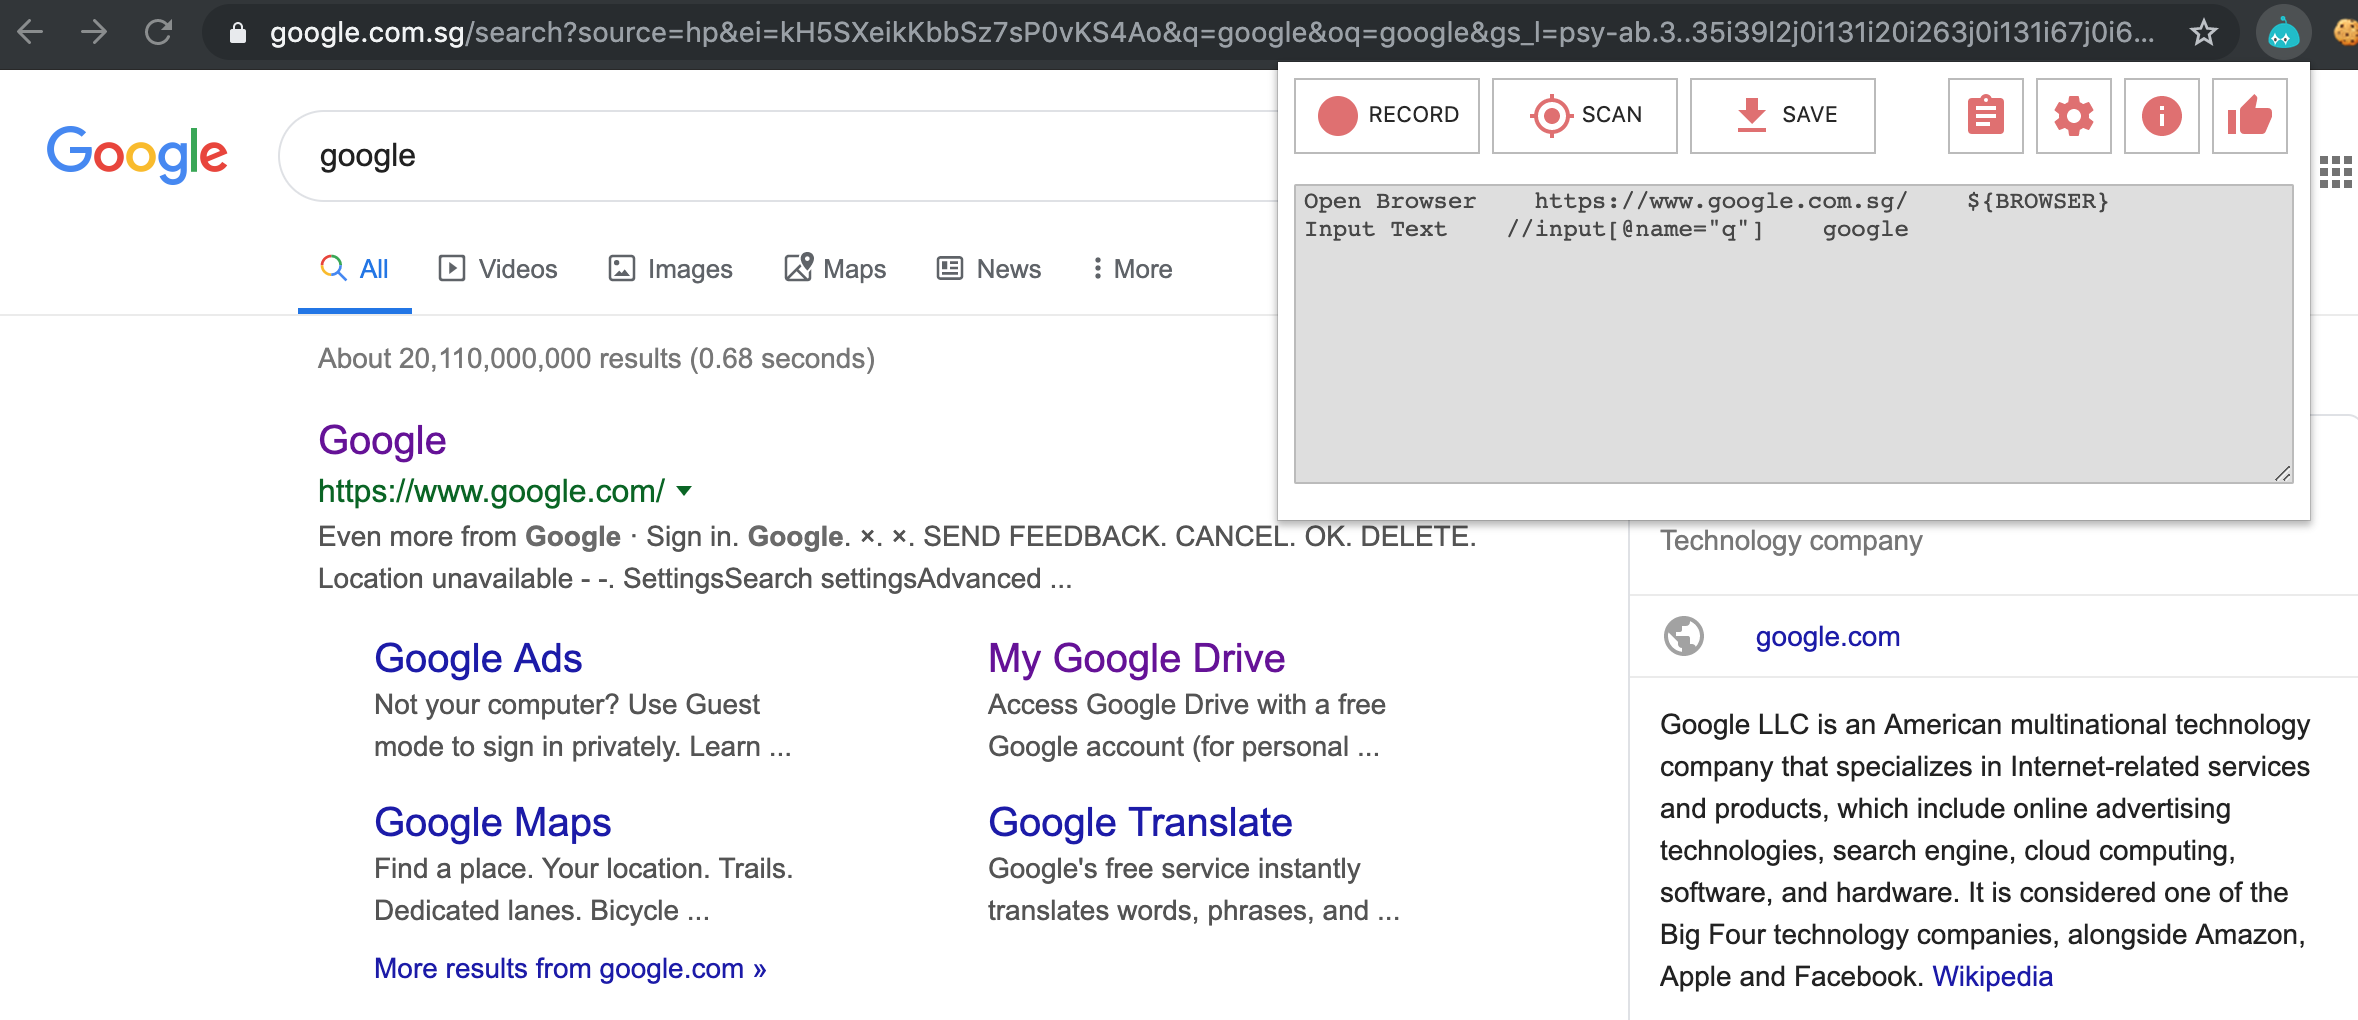 google.com.sg/search?source=hp&ei=kH5SXeikKbbSz7sP0vKS4Ao&q=google&oq=google&gs_l=psy-ab.3..35i39l2j0i131i20i263j0i131i67j0i6...
RECORD SCAN SAVE
Google google
Open Browser    https://www.google.com.sg/    ${BROWSER}
Input Text    //input[@name="q"]    google
All Videos Images Maps News More
About 20,110,000,000 results (0.68 seconds)
Google
https://www.google.com/
Even more from Google · Sign in. Google. ×. ×. SEND FEEDBACK. CANCEL. OK. DELETE.
Location unavailable - -. SettingsSearch settingsAdvanced ...
Google Ads
Not your computer? Use Guest
mode to sign in privately. Learn ...
My Google Drive
Access Google Drive with a free
Google account (for personal ...
Google Maps
Find a place. Your location. Trails.
Dedicated lanes. Bicycle ...
Google Translate
Google's free service instantly
translates words, phrases, and ...
More results from google.com »
Technology company
google.com
Google LLC is an American multinational technology
company that specializes in Internet-related services
and products, which include online advertising
technologies, search engine, cloud computing,
software, and hardware. It is considered one of the
Big Four technology companies, alongside Amazon,
Apple and Facebook. Wikipedia